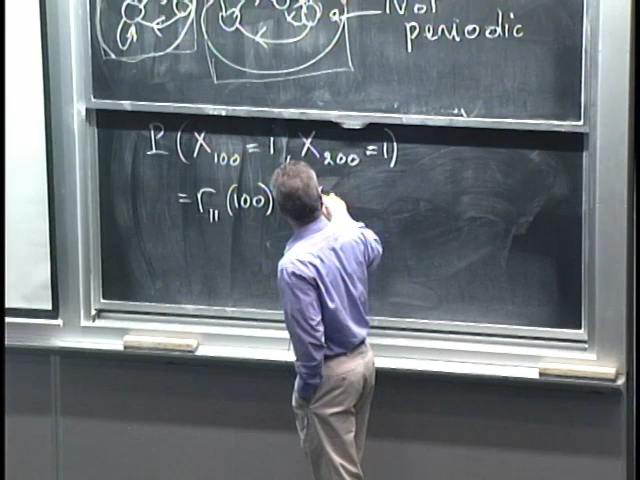 Not
periodic
P(X₁₀₀ = 1, X₂₀₀ = 1)
= r₁₁(100)